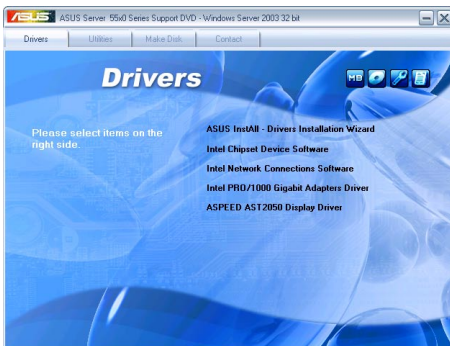 ASUS ASUS Server 55x0 Series Support DVD - Windows Server 2003 32 bit
Drivers Utilities Make Disk Contact
Drivers
MB
Please select items on the
right side.
ASUS InstAll - Drivers Installation Wizard
Intel Chipset Device Software
Intel Network Connections Software
Intel PRO/1000 Gigabit Adapters Driver
ASPEED AST2050 Display Driver